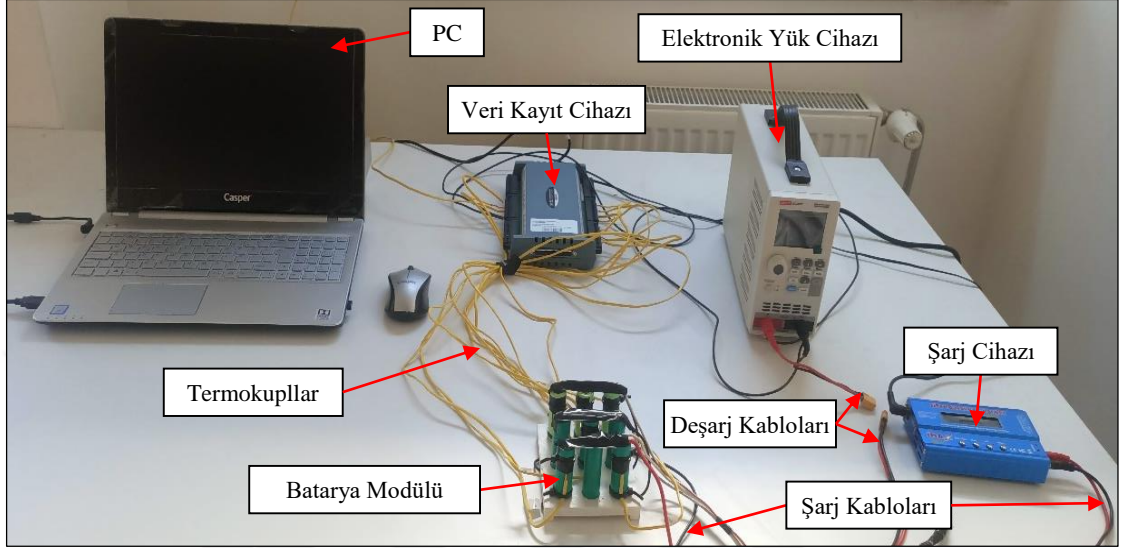 PC
Elektronik Yük Cihazı
Veri Kayıt Cihazı
Casper
Şarj Cihazı
Termokupllar
Deşarj Kabloları
Batarya Modülü
Şarj Kabloları